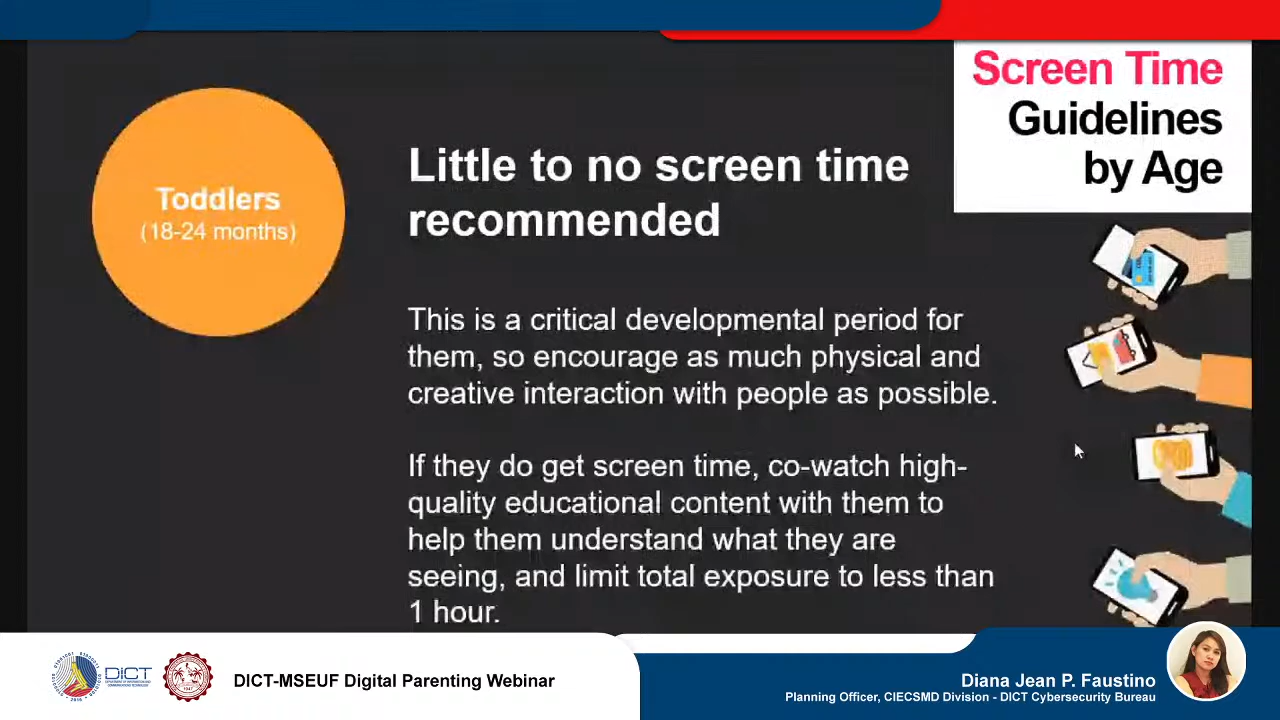 Screen Time
Guidelines
by Age
Toddlers
(18-24 months)
Little to no screen time
recommended
This is a critical developmental period for
them, so encourage as much physical and
creative interaction with people as possible.
If they do get screen time, co-watch high-
quality educational content with them to
help them understand what they are
seeing, and limit total exposure to less than
1 hour.
DICT
DICT-MSEUF Digital Parenting Webinar
Diana Jean P. Faustino
Planning Officer, CIECSMD Division - DICT Cybersecurity Bureau